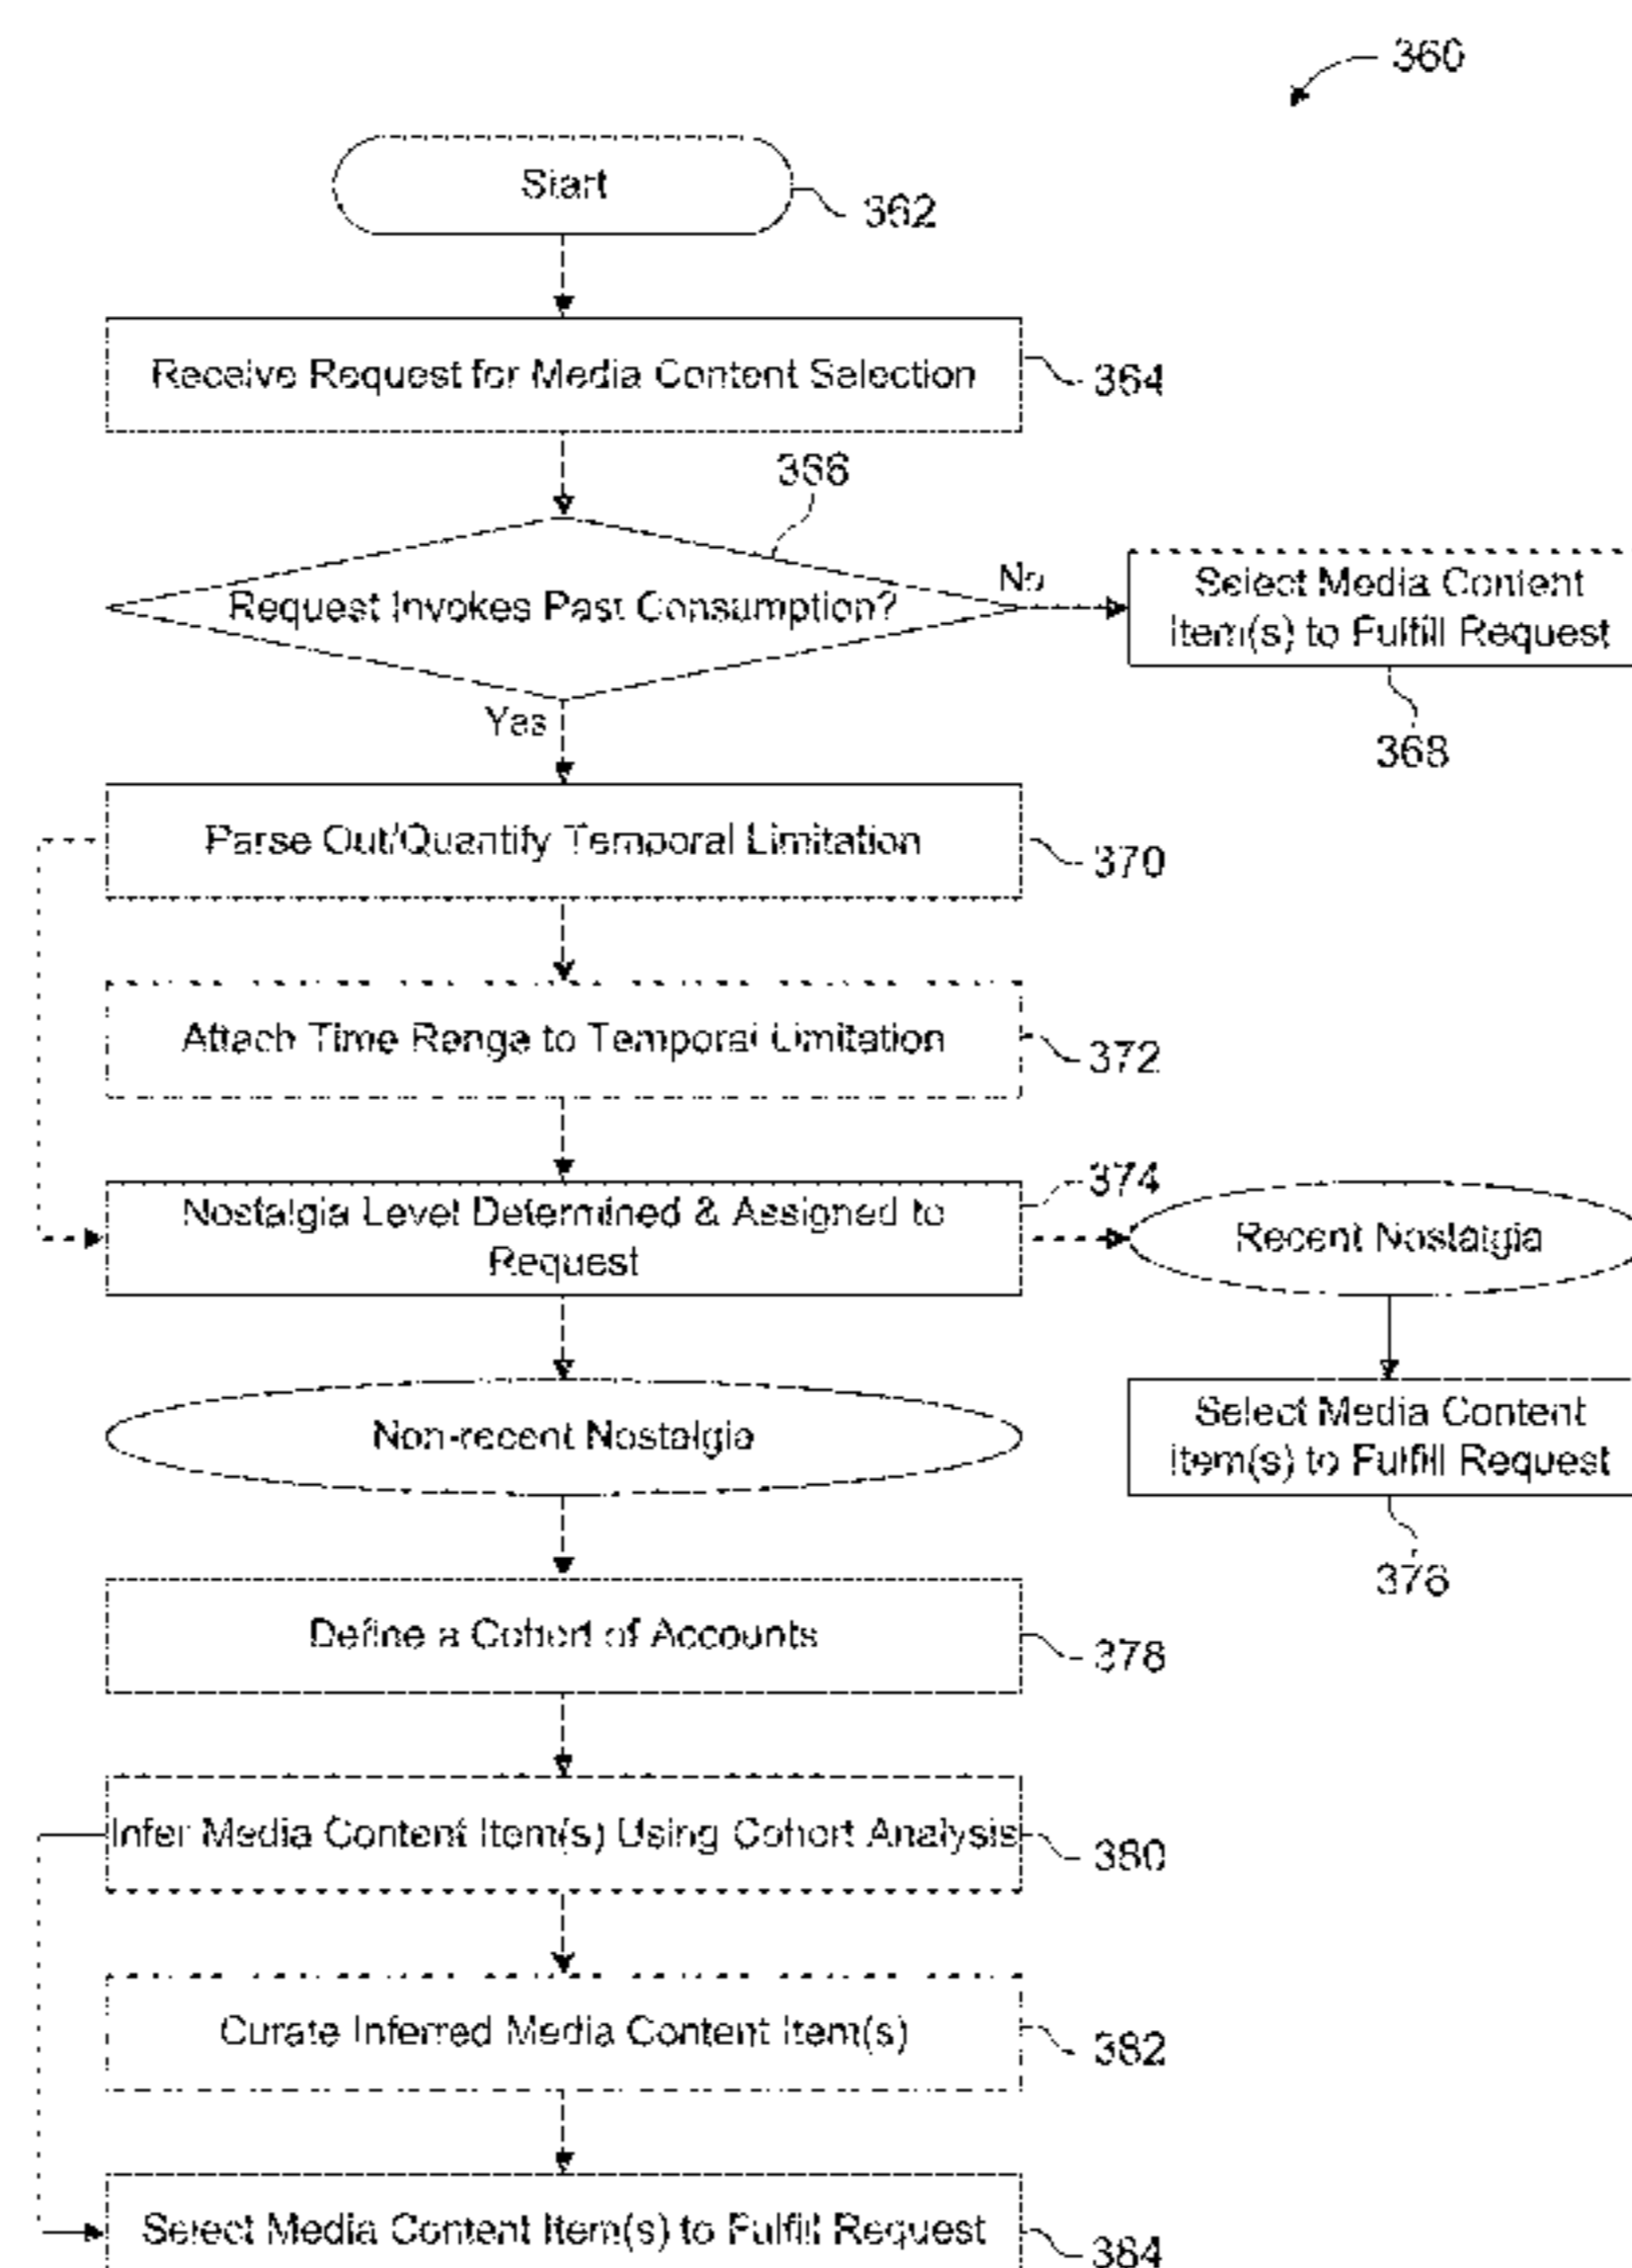 360
Start
362
Receive Request for Media Content Selection
364
366
Request Invokes Past Consumption?
No
Select Media Content
Item(s) to Fulfill Request
368
Yes
Parse Out/Quantify Temporal Limitation
370
Attach Time Range to Temporal Limitation
372
374
Nostalgia Level Determined & Assigned to
Request
Recent Nostalgia
Non-recent Nostalgia
Select Media Content
Item(s) to Fulfill Request
376
Define a Cohort of Accounts
378
Infer Media Content Item(s) Using Cohort Analysis
380
Curate Inferred Media Content Item(s)
382
Select Media Content Item(s) to Fulfill Request
384